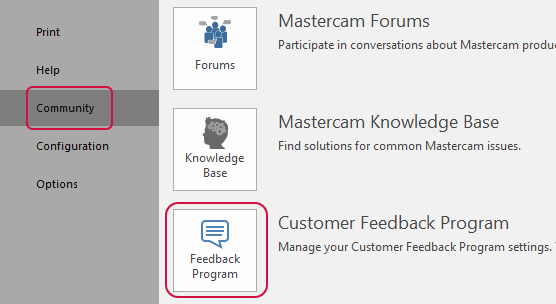 Print
Help
Community
Configuration
Options
Forums
Mastercam Forums
Participate in conversations about Mastercam produ
Knowledge
Base
Mastercam Knowledge Base
Find solutions for common Mastercam issues.
Feedback
Program
Customer Feedback Program
Manage your Customer Feedback Program settings.